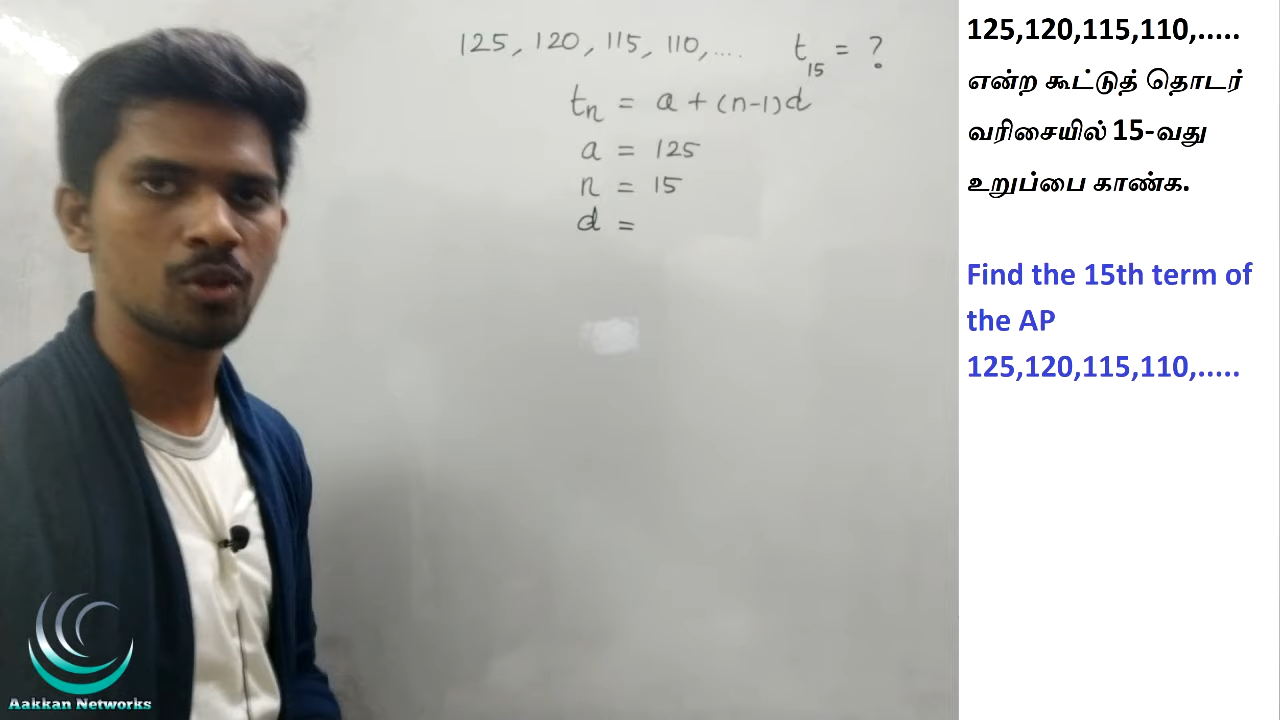 125, 120, 115, 110, .... t₁₅ = ?
tₙ = a + (n-1)d
a = 125
n = 15
d =
125,120,115,110,.....
என்ற கூட்டுத் தொடர்
வரிசையில் 15-வது
உறுப்பை காண்க.
Find the 15th term of
the AP
125,120,115,110,.....
Aakkan Networks